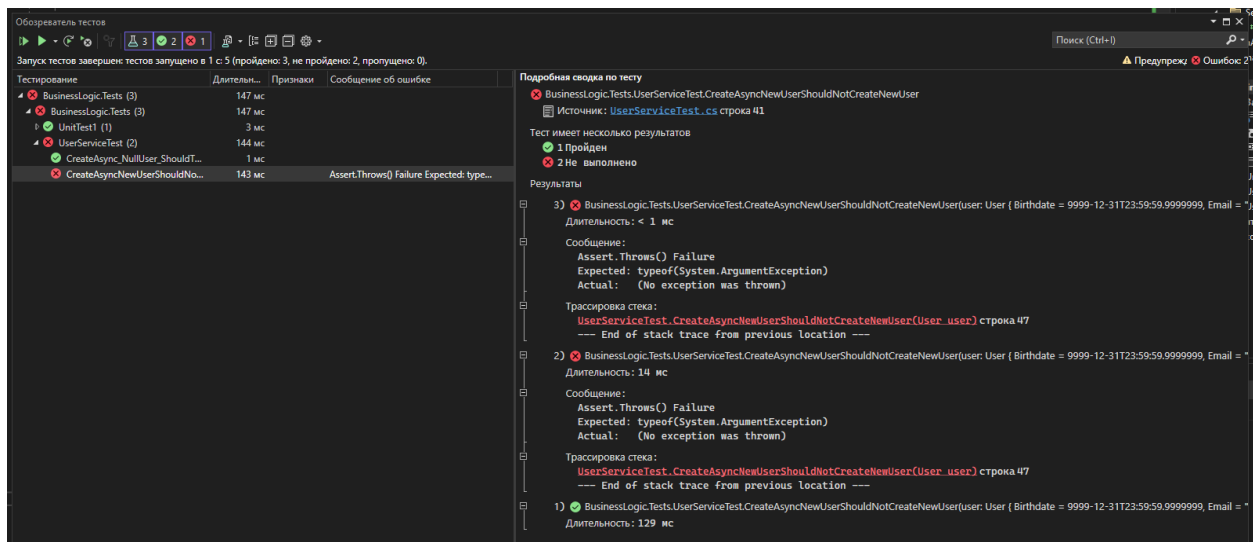 Обозреватель тестов
3 2 1
Поиск (Ctrl+I)
Запуск тестов завершен: тестов запущено в 1 с: 5 (пройдено: 3, не пройдено: 2, пропущено: 0).
Предупреж Ошибок: 2
Тестирование Длительн... Признаки Сообщение об ошибке
BusinessLogic.Tests (3) 147 мс
BusinessLogic.Tests (3) 147 мс
UnitTest1 (1) 3 мс
UserServiceTest (2) 144 мс
CreateAsync_NullUser_ShouldT... 1 мс
CreateAsyncNewUserShouldNo... 143 мс Assert.Throws() Failure Expected: type...
Подробная сводка по тесту
BusinessLogic.Tests.UserServiceTest.CreateAsyncNewUserShouldNotCreateNewUser
Источник: UserServiceTest.cs строка 41
Тест имеет несколько результатов
1 Пройден
2 Не выполнено
Результаты
3) BusinessLogic.Tests.UserServiceTest.CreateAsyncNewUserShouldNotCreateNewUser(user: User { Birthdate = 9999-12-31T23:59:59.9999999, Email = "
Длительность: < 1 мс
Сообщение:
Assert.Throws() Failure
Expected: typeof(System.ArgumentException)
Actual: (No exception was thrown)
Трассировка стека:
UserServiceTest.CreateAsyncNewUserShouldNotCreateNewUser(User user) строка 47
--- End of stack trace from previous location ---
2) BusinessLogic.Tests.UserServiceTest.CreateAsyncNewUserShouldNotCreateNewUser(user: User { Birthdate = 9999-12-31T23:59:59.9999999, Email = "
Длительность: 14 мс
Сообщение:
Assert.Throws() Failure
Expected: typeof(System.ArgumentException)
Actual: (No exception was thrown)
Трассировка стека:
UserServiceTest.CreateAsyncNewUserShouldNotCreateNewUser(User user) строка 47
--- End of stack trace from previous location ---
1) BusinessLogic.Tests.UserServiceTest.CreateAsyncNewUserShouldNotCreateNewUser(user: User { Birthdate = 9999-12-31T23:59:59.9999999, Email = "
Длительность: 129 мс